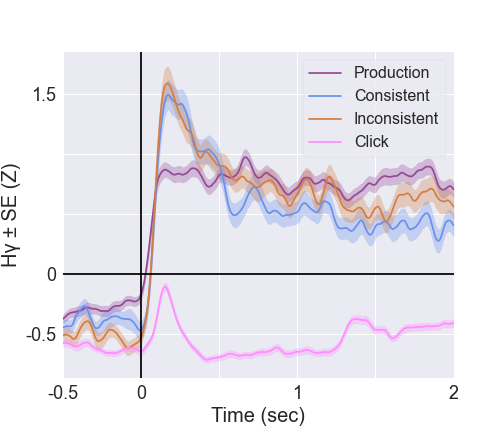 Production
Consistent
Inconsistent
Click
Hγ ± SE (Z)
1.5
0
-0.5
-0.5 0 1 2
Time (sec)